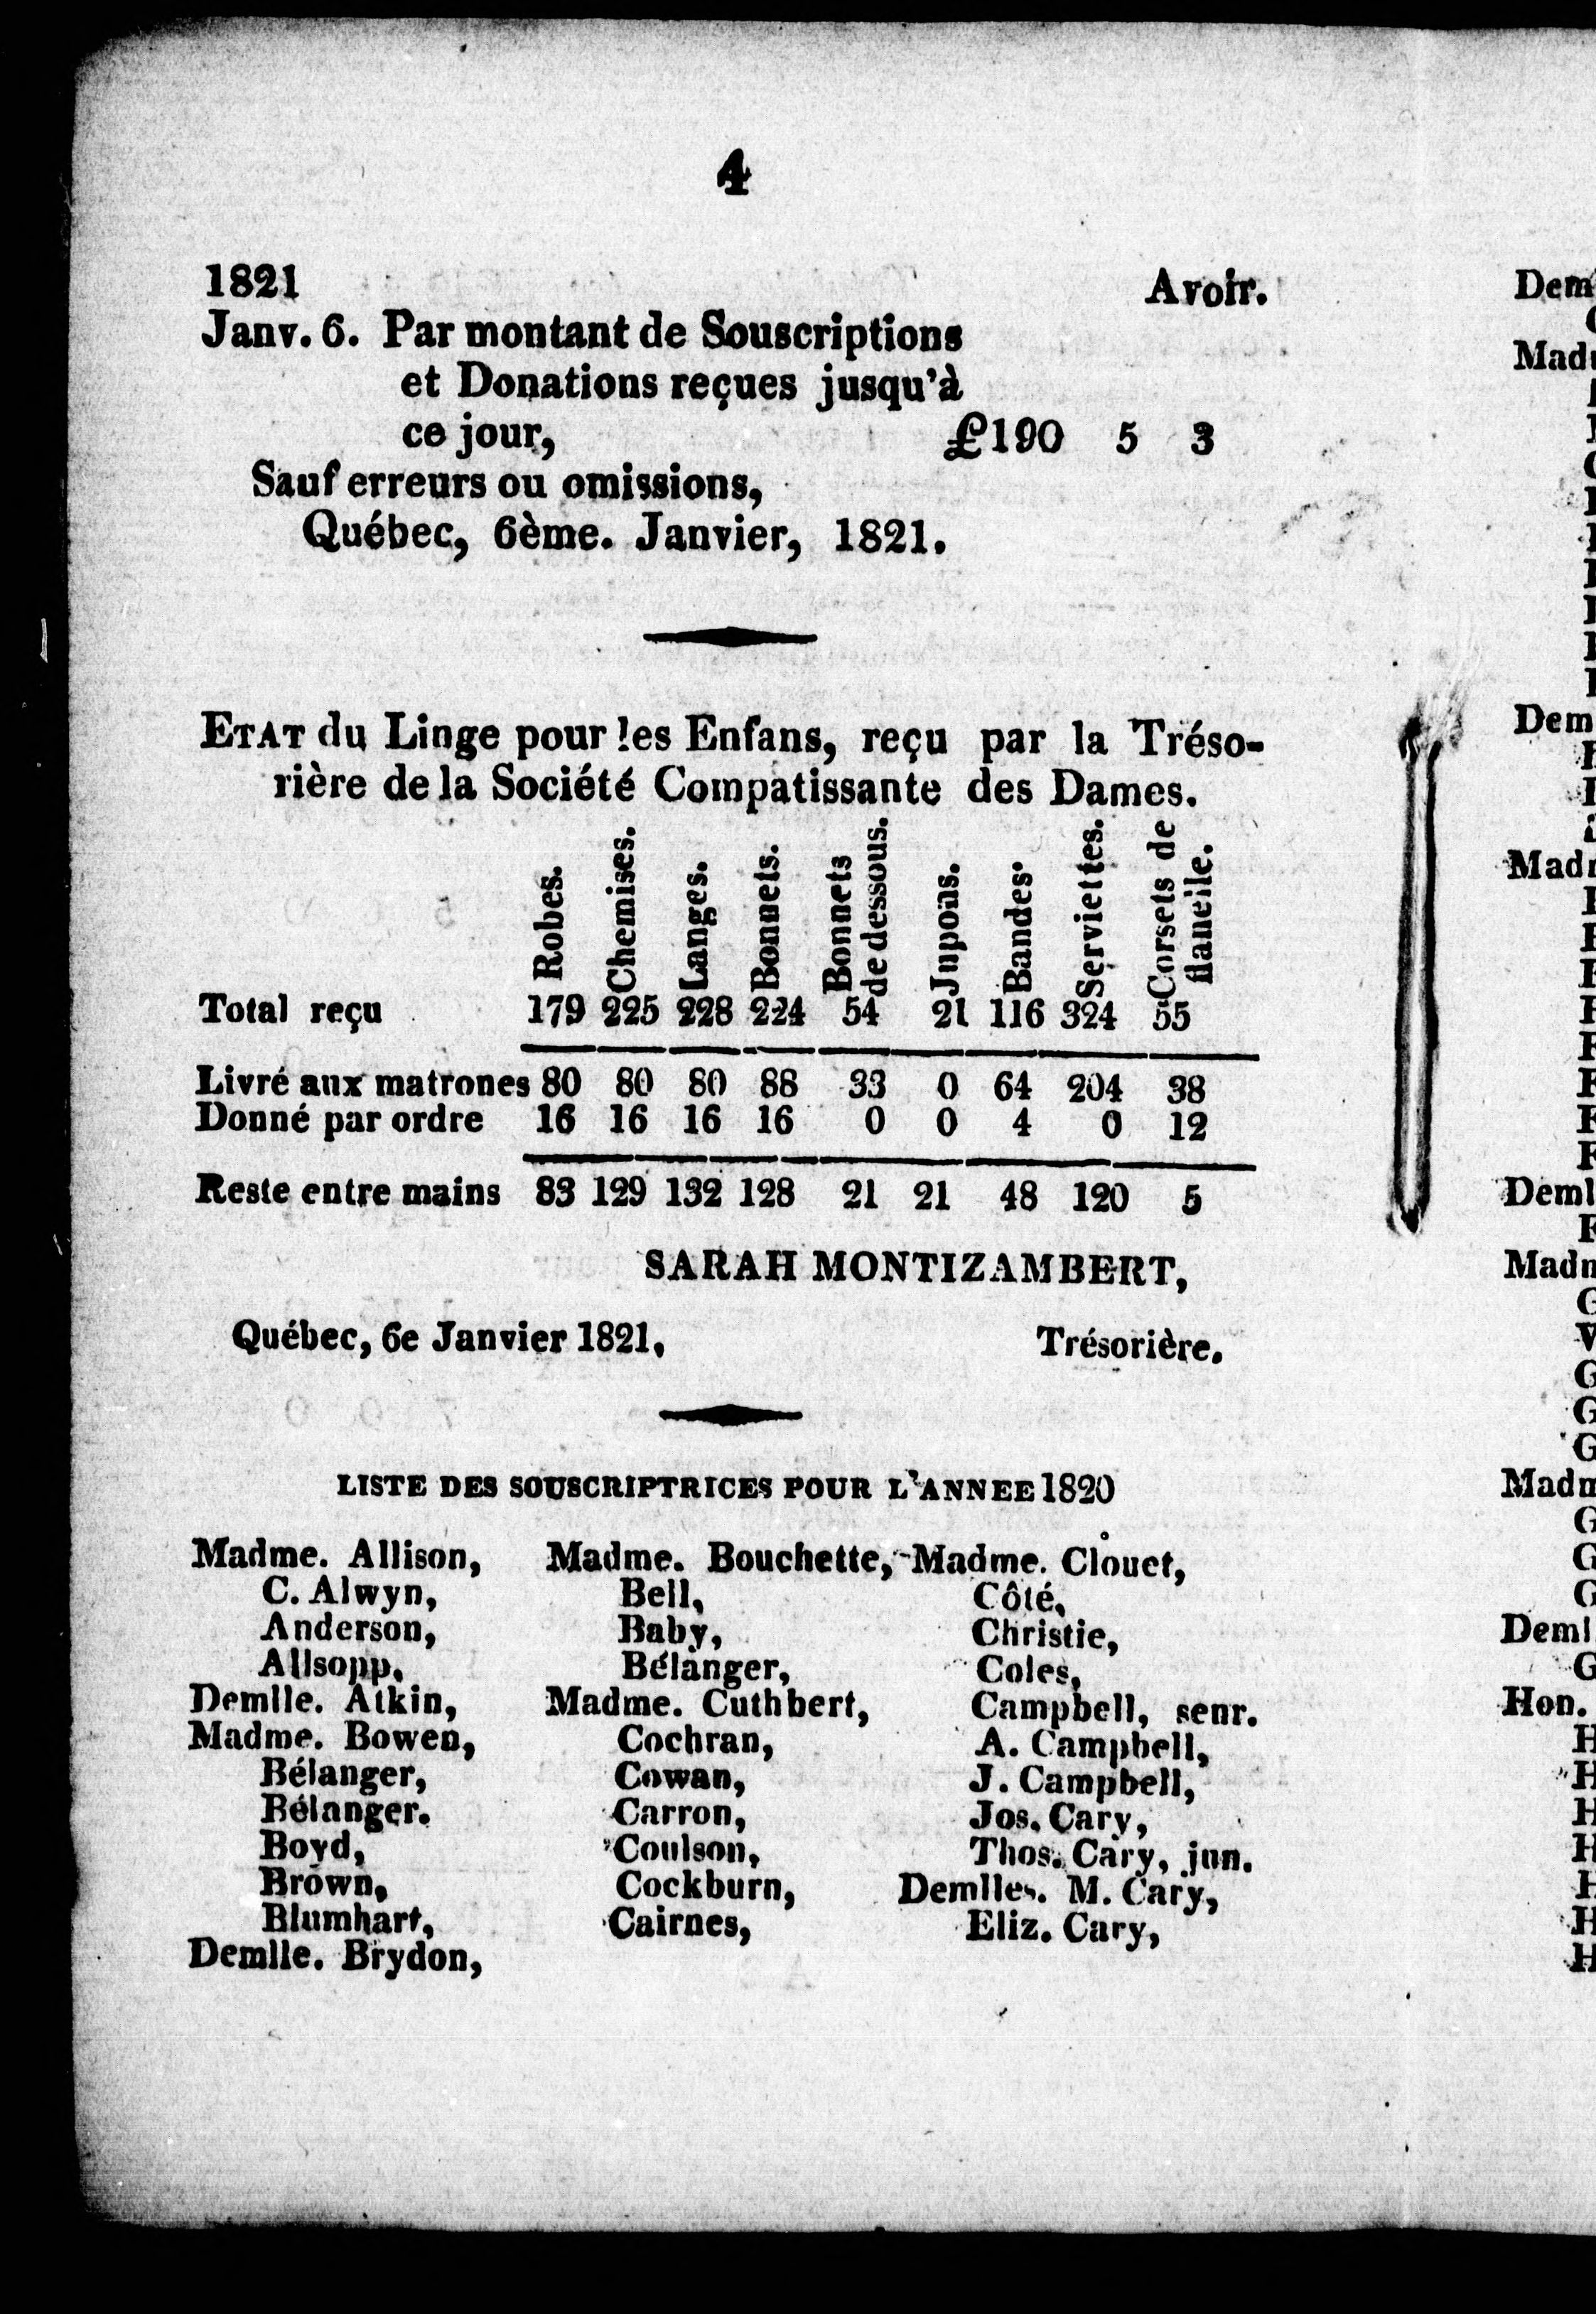 4
1821 Avoir.
Janv. 6. Par montant de Souscriptions
et Donations reçues jusqu'à
ce jour, £190 5 3
Sauf erreurs ou omissions,
Québec, 6ème. Janvier, 1821.
ETAT du Linge pour les Enfans, reçu par la Tréso-
rière de la Société Compatissante des Dames.
Robes. Chemises. Langes. Bonnets. Bonnets de dessous. Jupons. Bandes. Serviettes. Corsets de flanelle.
Total reçu 179 225 228 224 54 21 116 324 55
Livré aux matrones 80 80 80 88 33 0 64 204 38
Donné par ordre 16 16 16 16 0 0 4 0 12
Reste entre mains 83 129 132 128 21 21 48 120 5
SARAH MONTIZAMBERT,
Québec, 6e Janvier 1821. Trésorière.
LISTE DES SOUSCRIPTRICES POUR L'ANNEE 1820
Madme. Allison,
C. Alwyn,
Anderson,
Allsopp.
Demlle. Atkin,
Madme. Bowen,
Bélanger,
Bélanger.
Boyd,
Brown,
Blumhart,
Demlle. Brydon,
Madme. Bouchette,
Bell,
Baby,
Bélanger,
Madme. Cuthbert,
Cochran,
Cowan,
Carron,
Coulson,
Cockburn,
Cairnes,
Madme. Clouet,
Côté,
Christie,
Coles,
Campbell, senr.
A. Campbell,
J. Campbell,
Jos. Cary,
Thos. Cary, jun.
Demlles. M. Cary,
Eliz. Cary,
Dem
Dem
Deml
Deml
Hon.